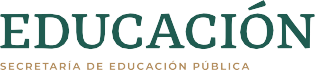 EDUCACIÓN
SECRETARÍA DE EDUCACIÓN PÚBLICA